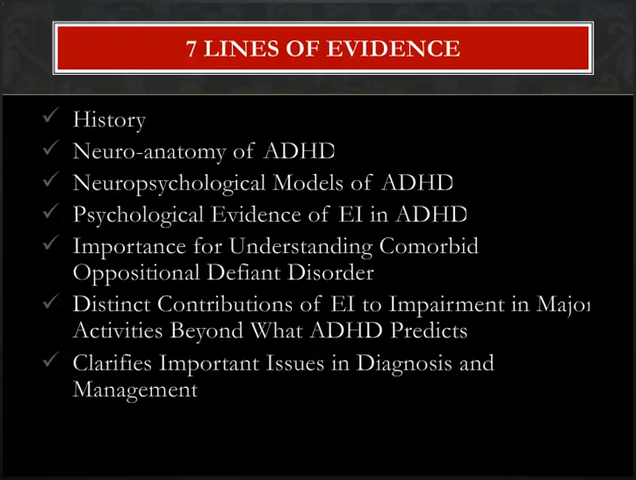 7 LINES OF EVIDENCE
History
Neuro-anatomy of ADHD
Neuropsychological Models of ADHD
Psychological Evidence of EI in ADHD
Importance for Understanding Comorbid
Oppositional Defiant Disorder
Distinct Contributions of EI to Impairment in Major
Activities Beyond What ADHD Predicts
Clarifies Important Issues in Diagnosis and
Management